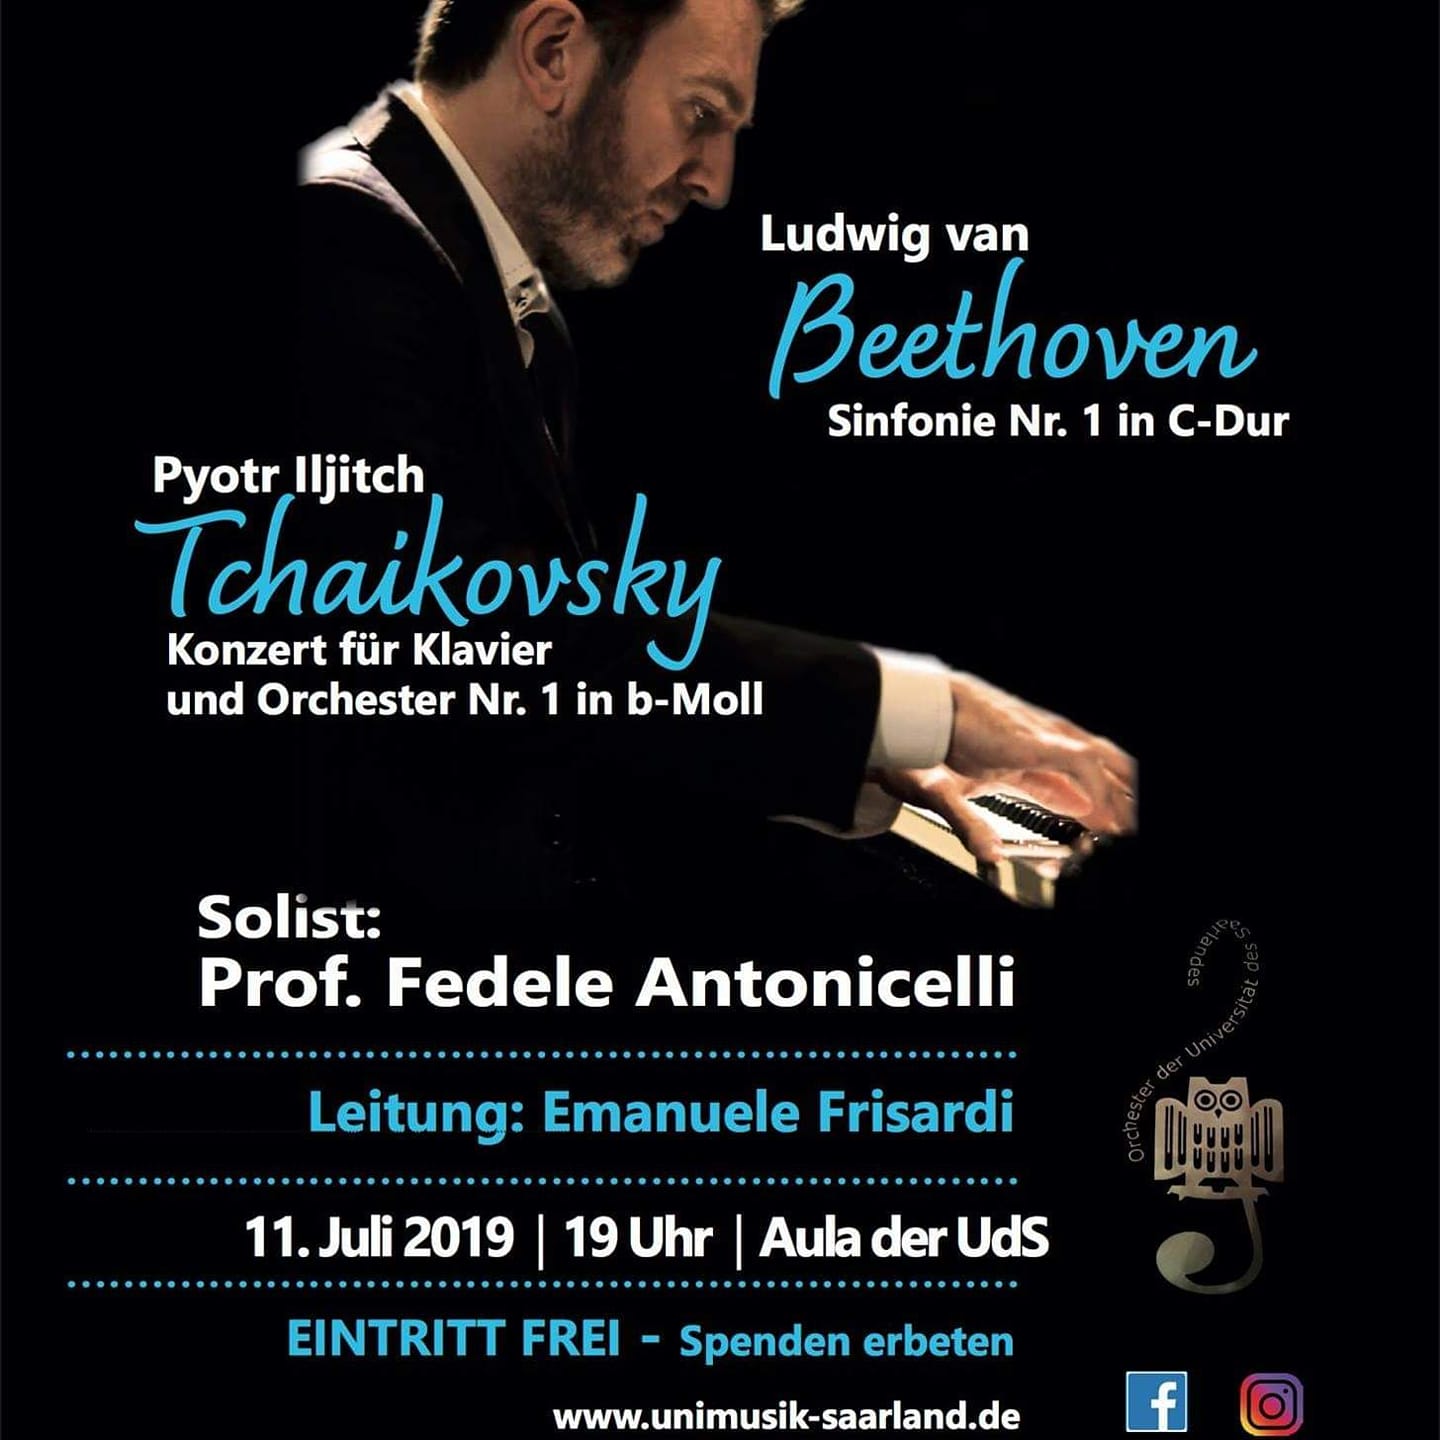 Ludwig van
Beethoven
Sinfonie Nr. 1 in C-Dur
Pyotr Iljitch
Tchaikovsky
Konzert für Klavier
und Orchester Nr. 1 in b-Moll
Solist:
Prof. Fedele Antonicelli
Orchester der Universität des Saarlandes
Leitung: Emanuele Frisardi
11. Juli 2019 | 19 Uhr | Aula der UdS
EINTRITT FREI - Spenden erbeten
www.unimusik-saarland.de